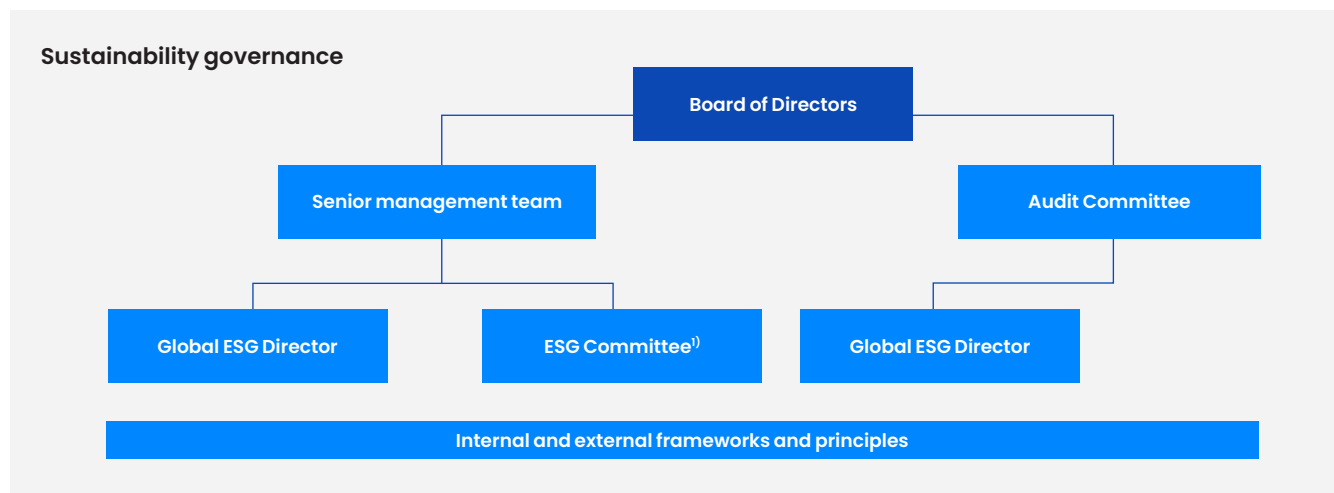 Sustainability governance
Board of Directors
Senior management team
Audit Committee
Global ESG Director
ESG Committee¹⁾
Global ESG Director
Internal and external frameworks and principles